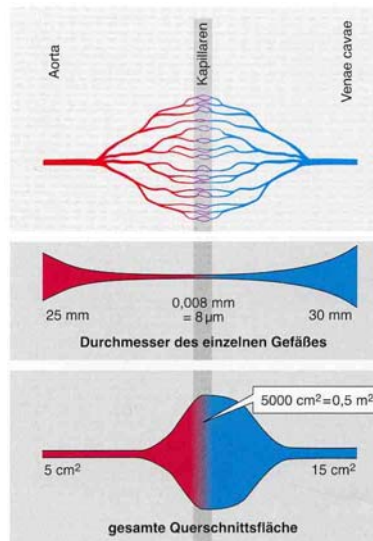 Aorta
Kapillaren
Venae cavae
25 mm
0,008 mm
= 8 µm
30 mm
Durchmesser des einzelnen Gefäßes
5000 cm²=0,5 m²
5 cm²
15 cm²
gesamte Querschnittsfläche